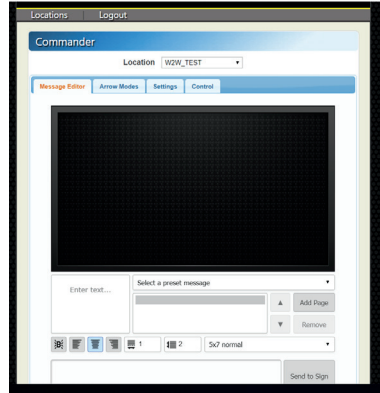 Locations Logout
Commander
Location W2W_TEST
Message Editor Arrow Modes Settings Control
Select a preset message
Enter text...
Add Page
Remove
B 1 2 5x7 normal
Send to Sign